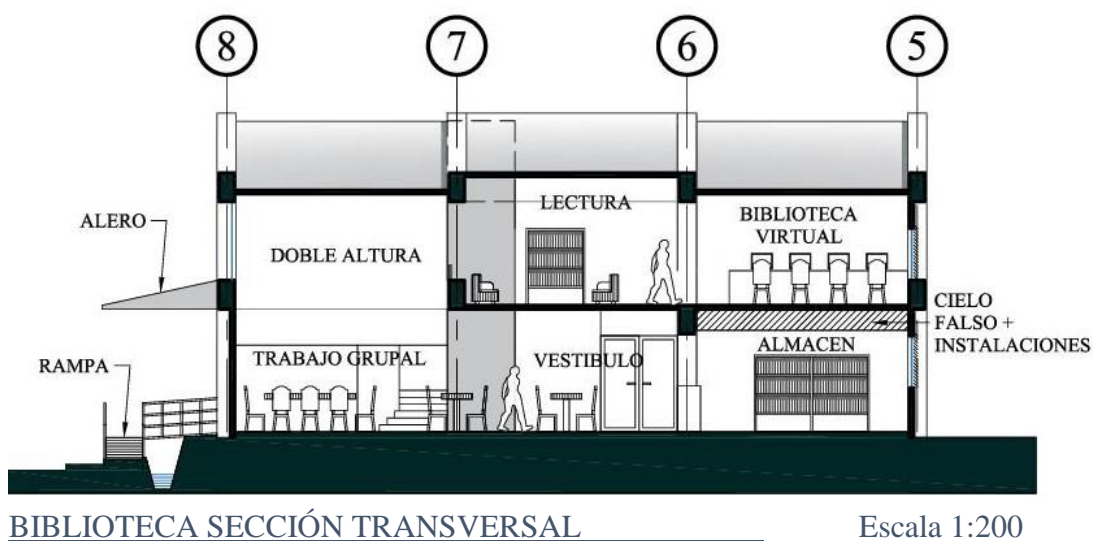 8 7 6 5
ALERO
DOBLE ALTURA
LECTURA
BIBLIOTECA
VIRTUAL
CIELO
FALSO +
INSTALACIONES
RAMPA
TRABAJO GRUPAL
VESTIBULO
ALMACEN
BIBLIOTECA SECCIÓN TRANSVERSAL Escala 1:200